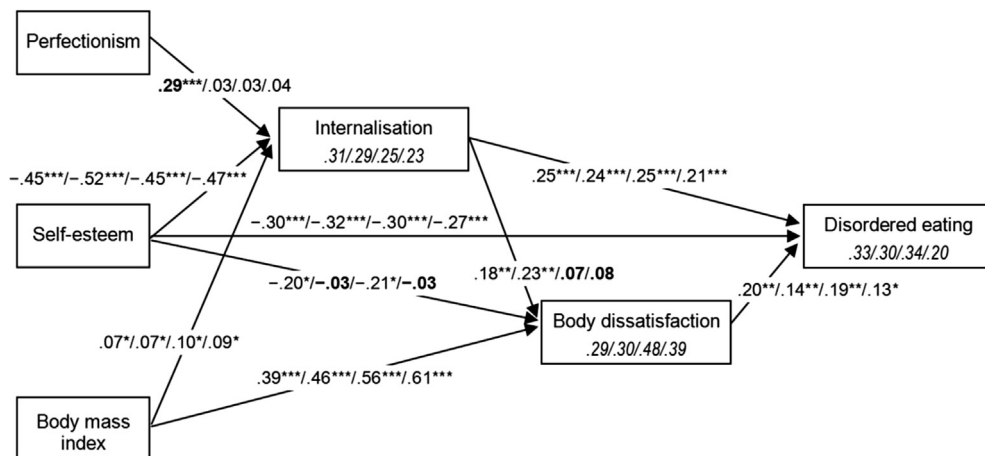 Perfectionism
.29***/.03/.03/.04
Internalisation
.31/.29/.25/.23
−.45***/−.52***/−.45***/−.47***
.25***/.24***/.25***/.21***
Self-esteem
−.30***/−.32***/−.30***/−.27***
Disordered eating
.33/.30/.34/.20
.18**/.23**/.07/.08
−.20*/−.03/−.21*/−.03
.20**/.14**/.19**/.13*
Body dissatisfaction
.29/.30/.48/.39
.07*/.07*/.10*/.09*
.39***/.46***/.56***/.61***
Body mass
index